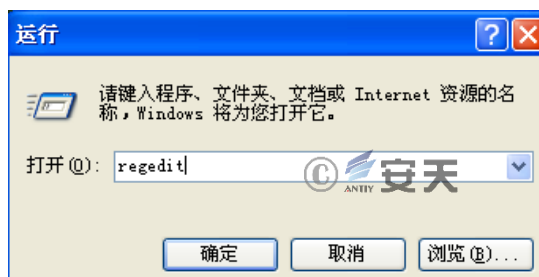 运行
请键入程序、文件夹、文档或 Internet 资源的名
称，Windows 将为您打开它。
打开(O): regedit
© ANTIY 安天
确定 取消 浏览(B)...